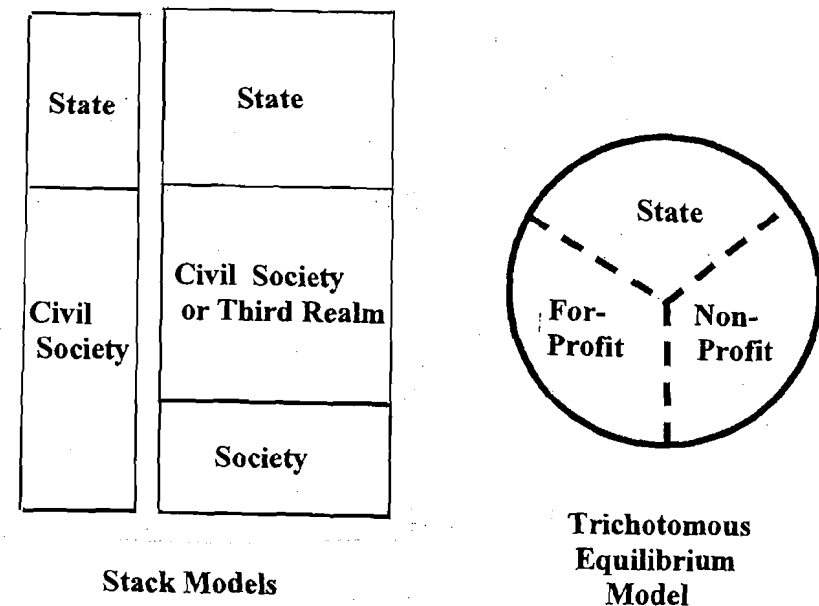 State
Civil
Society
State
Civil Society
or Third Realm
Society
Stack Models
State
For-
Profit
Non-
Profit
Trichotomous
Equilibrium
Model